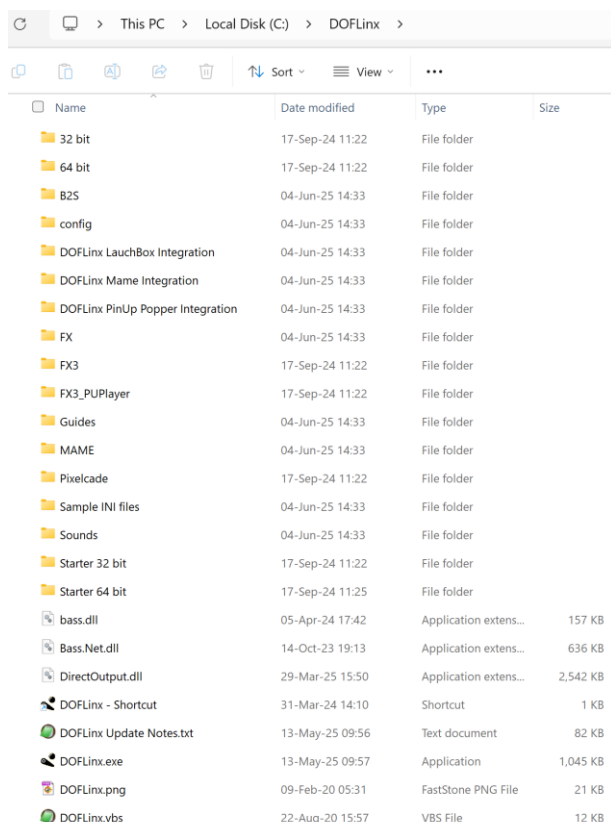 This PC > Local Disk (C:) > DOFLinx >
Sort View ...
Name Date modified Type Size
32 bit 17-Sep-24 11:22 File folder
64 bit 17-Sep-24 11:22 File folder
B2S 04-Jun-25 14:33 File folder
config 04-Jun-25 14:33 File folder
DOFLinx LauchBox Integration 04-Jun-25 14:33 File folder
DOFLinx Mame Integration 04-Jun-25 14:33 File folder
DOFLinx PinUp Popper Integration 04-Jun-25 14:33 File folder
FX 04-Jun-25 14:33 File folder
FX3 17-Sep-24 11:22 File folder
FX3_PUPlayer 17-Sep-24 11:22 File folder
Guides 04-Jun-25 14:33 File folder
MAME 04-Jun-25 14:33 File folder
Pixelcade 17-Sep-24 11:22 File folder
Sample INI files 04-Jun-25 14:33 File folder
Sounds 04-Jun-25 14:33 File folder
Starter 32 bit 17-Sep-24 11:22 File folder
Starter 64 bit 17-Sep-24 11:25 File folder
bass.dll 05-Apr-24 17:42 Application extens... 157 KB
Bass.Net.dll 14-Oct-23 19:13 Application extens... 636 KB
DirectOutput.dll 29-Mar-25 15:50 Application extens... 2,542 KB
DOFLinx - Shortcut 31-Mar-24 14:10 Shortcut 1 KB
DOFLinx Update Notes.txt 13-May-25 09:56 Text document 82 KB
DOFLinx.exe 13-May-25 09:57 Application 1,045 KB
DOFLinx.png 09-Feb-20 05:31 FastStone PNG File 21 KB
DOFLinx.vbs 22-Aug-20 15:57 VBS File 12 KB